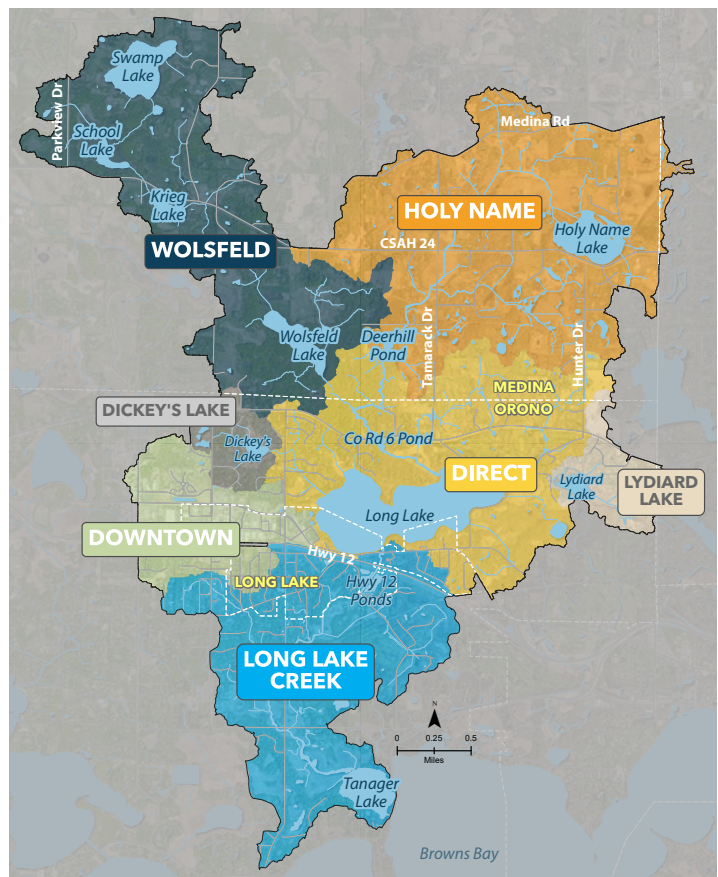 Swamp
Lake
Parkview Dr
Medina Rd
School
Lake
Krieg
Lake
HOLY NAME
Holy Name
Lake
WOLSFELD
CSAH 24
Wolsfeld
Lake
Deerhill
Pond
Tamarack Dr
Hunter Dr
MEDINA
ORONO
DICKEY'S LAKE
Dickey's
Lake
Co Rd 6 Pond
DIRECT
Lydiard
Lake
LYDIARD
LAKE
Long Lake
DOWNTOWN
Hwy 12
LONG LAKE
Hwy 12
Ponds
LONG LAKE
CREEK
N
0 0.25 0.5
Miles
Tanager
Lake
Browns Bay